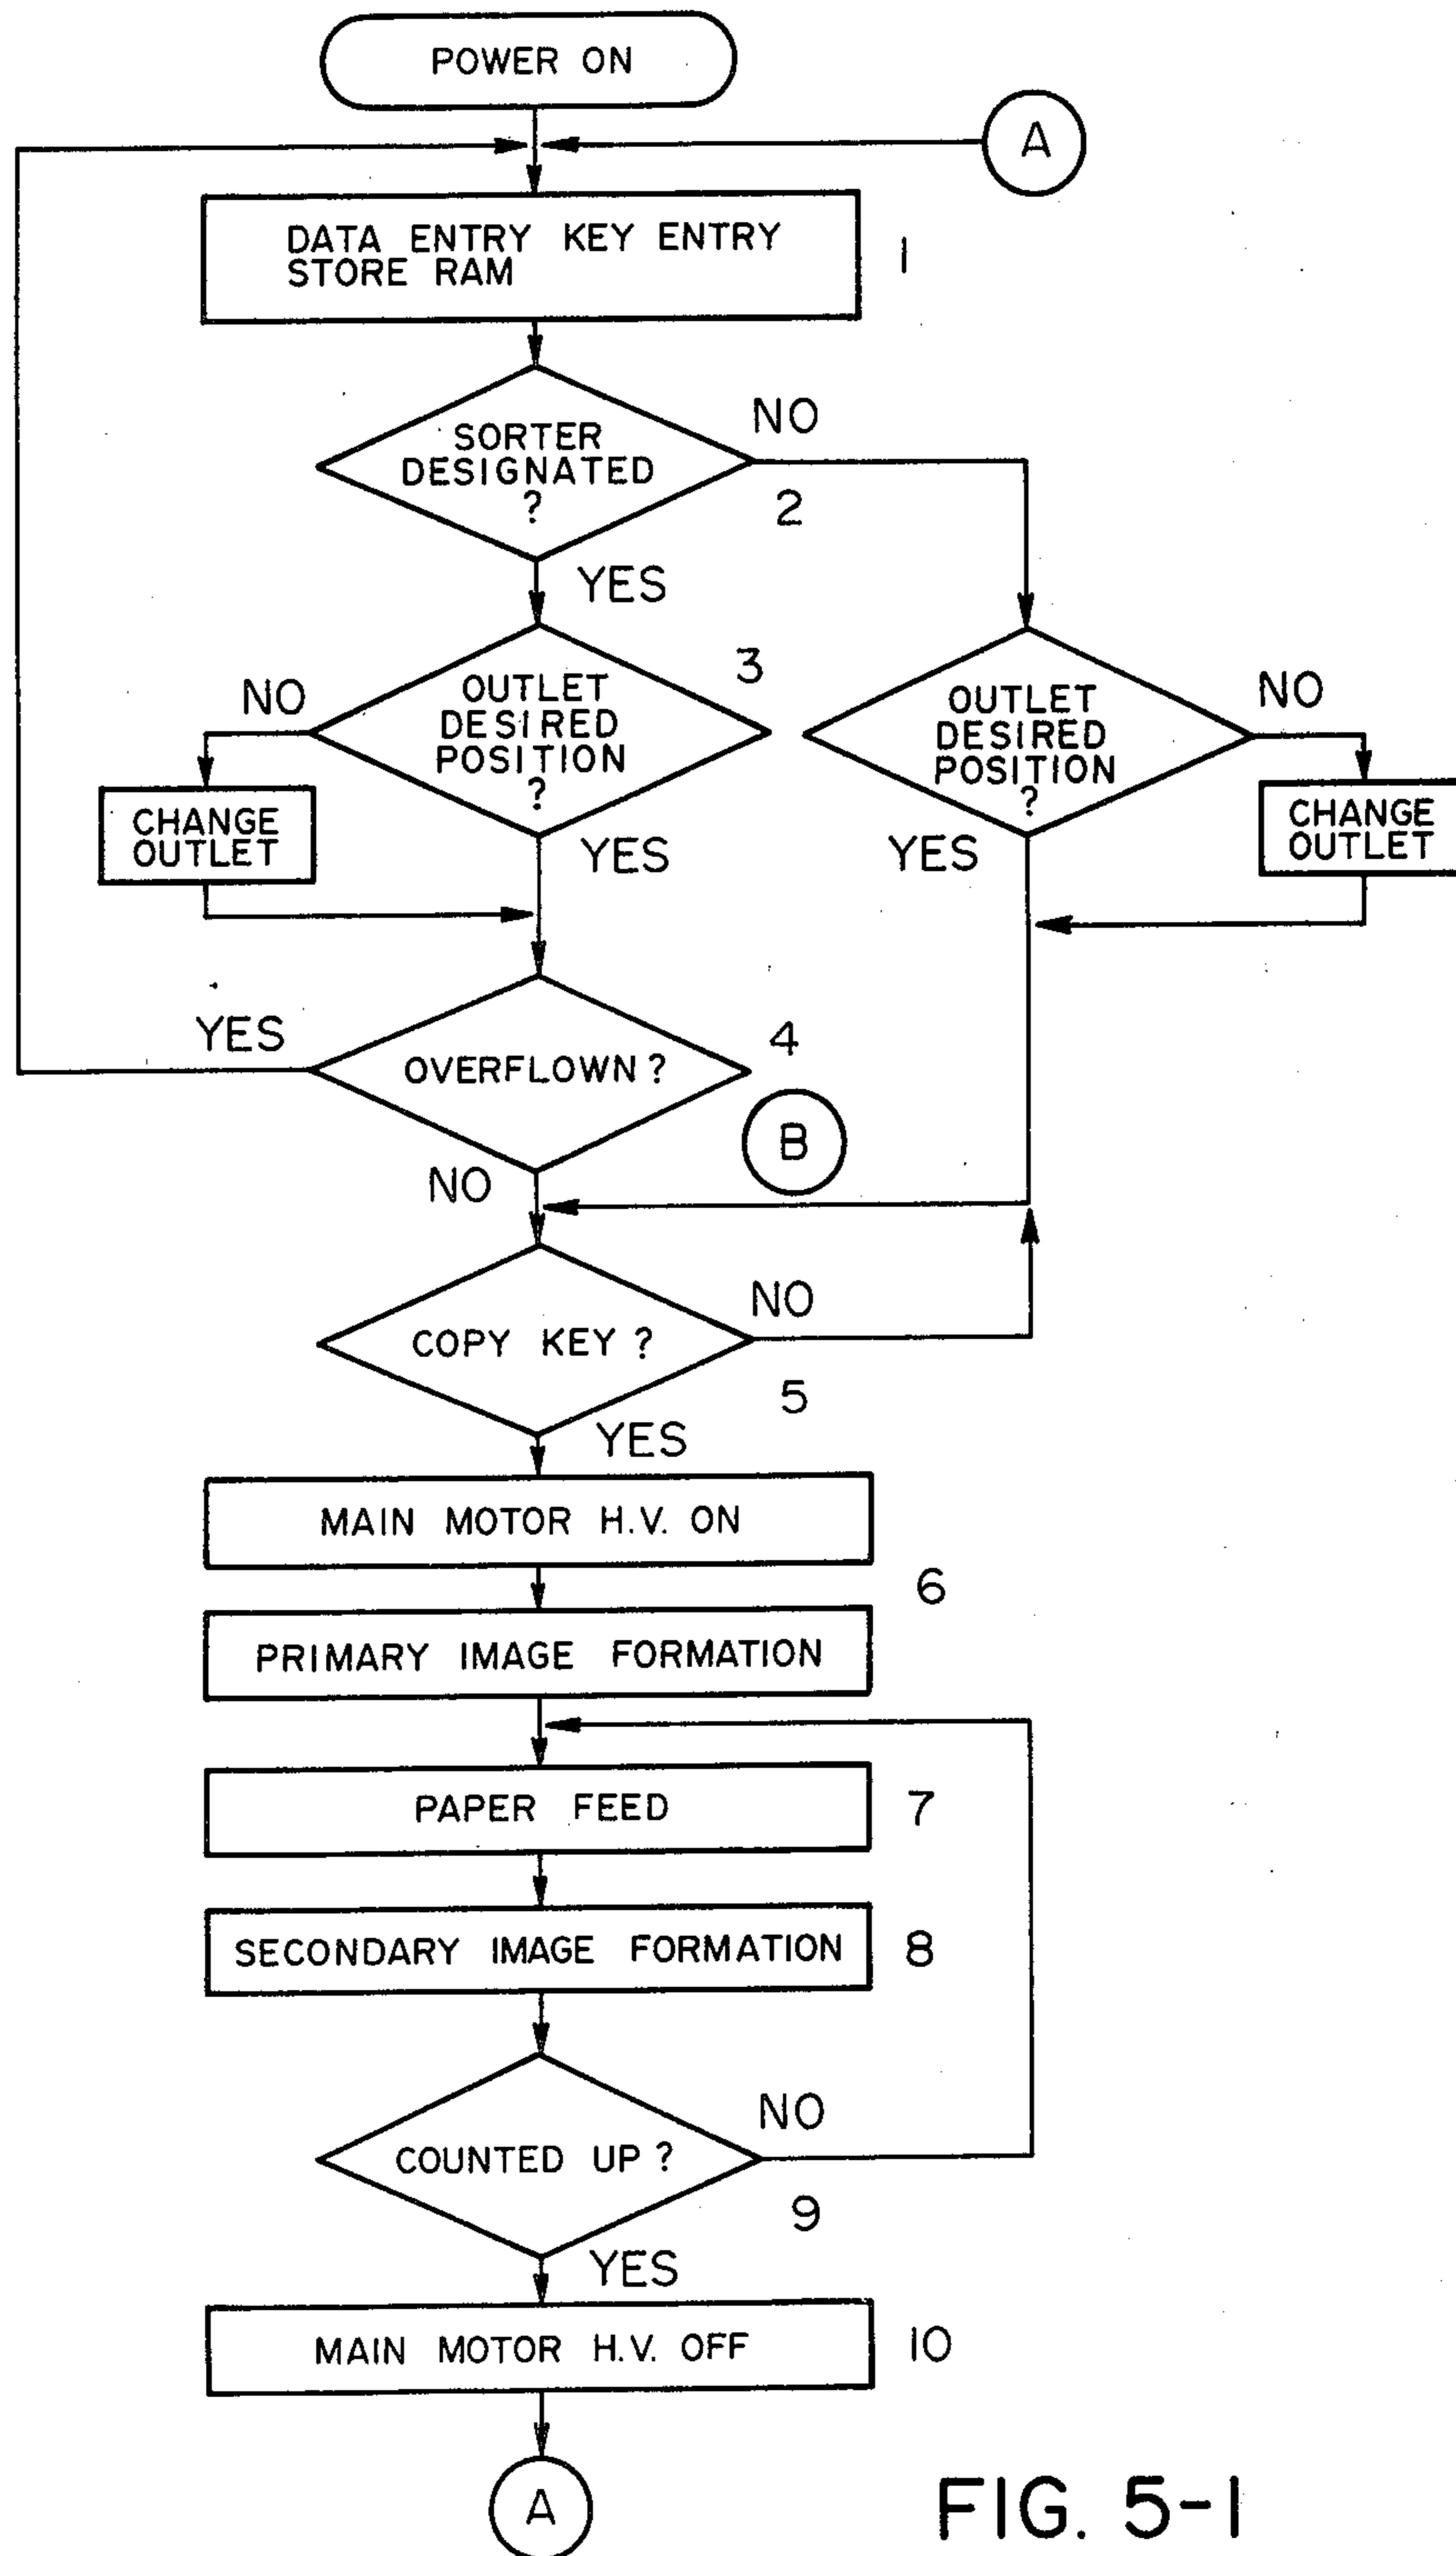 POWER ON
A
DATA ENTRY KEY ENTRY
STORE RAM
1
SORTER
DESIGNATED
?
NO
2
YES
3
NO
OUTLET
DESIRED
POSITION
?
OUTLET
DESIRED
POSITION
?
NO
CHANGE
OUTLET
YES
YES
CHANGE
OUTLET
YES
OVERFLOWN ?
4
B
NO
COPY KEY ?
NO
5
YES
MAIN MOTOR H.V. ON
6
PRIMARY IMAGE FORMATION
PAPER FEED
7
SECONDARY IMAGE FORMATION
8
COUNTED UP ?
NO
9
YES
MAIN MOTOR H.V. OFF
10
A
FIG. 5-1